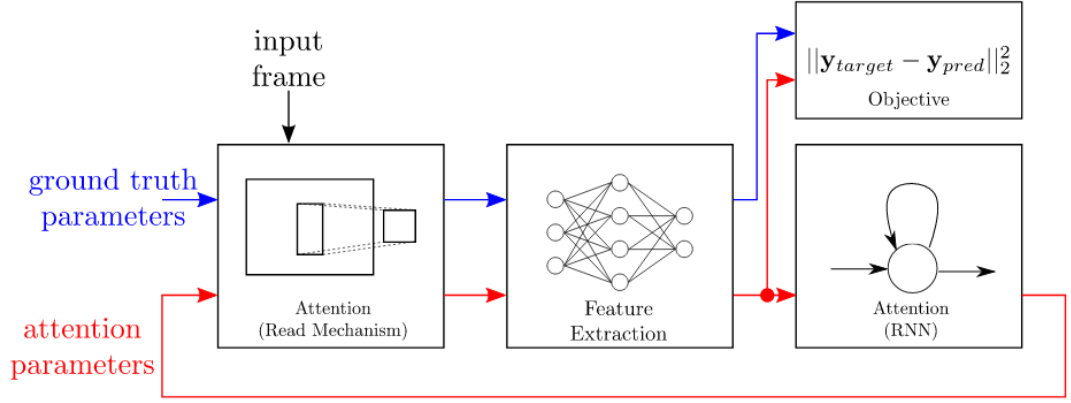 input
frame
||y_target − y_pred||₂²
Objective
ground truth
parameters
Attention
(Read Mechanism)
Feature
Extraction
Attention
(RNN)
attention
parameters